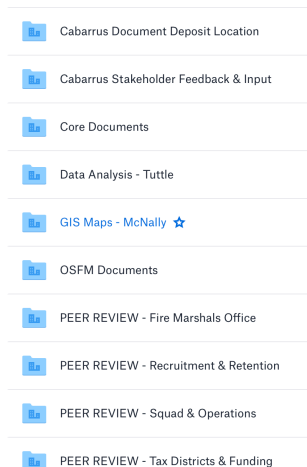 Cabarrus Document Deposit Location
Cabarrus Stakeholder Feedback & Input
Core Documents
Data Analysis - Tuttle
GIS Maps - McNally
OSFM Documents
PEER REVIEW - Fire Marshals Office
PEER REVIEW - Recruitment & Retention
PEER REVIEW - Squad & Operations
PEER REVIEW - Tax Districts & Funding